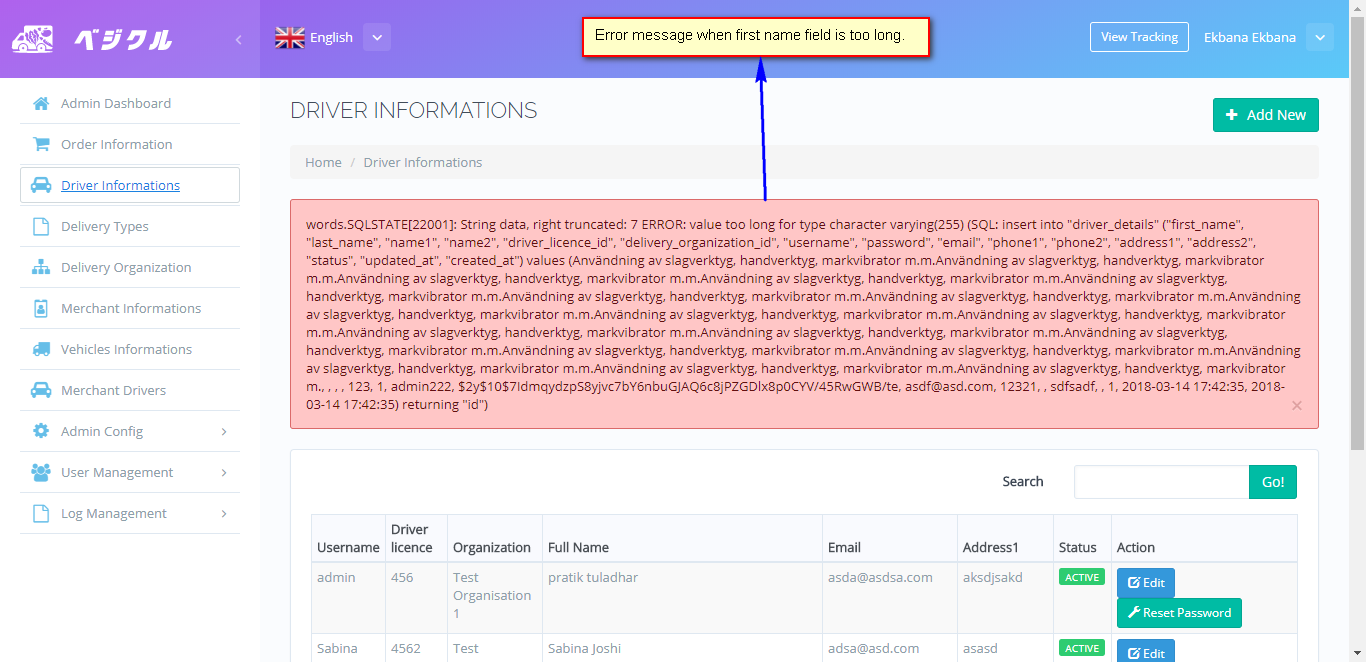 ベジクル
English
Error message when first name field is too long.
View Tracking
Ekbana Ekbana
Admin Dashboard
Order Information
Driver Informations
Delivery Types
Delivery Organization
Merchant Informations
Vehicles Informations
Merchant Drivers
Admin Config
User Management
Log Management
DRIVER INFORMATIONS
Add New
Home / Driver Informations
words.SQLSTATE[22001]: String data, right truncated: 7 ERROR: value too long for type character varying(255) (SQL: insert into "driver_details" ("first_name",
"last_name", "name1", "name2", "driver_licence_id", "delivery_organization_id", "username", "password", "email", "phone1", "phone2", "address1", "address2",
"status", "updated_at", "created_at") values (Användning av slagverktyg, handverktyg, markvibrator m.m.Användning av slagverktyg, handverktyg, markvibrator
m.m.Användning av slagverktyg, handverktyg, markvibrator m.m.Användning av slagverktyg, handverktyg, markvibrator m.m.Användning av slagverktyg,
handverktyg, markvibrator m.m.Användning av slagverktyg, handverktyg, markvibrator m.m.Användning av slagverktyg, handverktyg, markvibrator m.m.Användning
av slagverktyg, handverktyg, markvibrator m.m.Användning av slagverktyg, handverktyg, markvibrator m.m.Användning av slagverktyg, handverktyg, markvibrator
m.m.Användning av slagverktyg, handverktyg, markvibrator m.m.Användning av slagverktyg, handverktyg, markvibrator m.m.Användning av slagverktyg,
handverktyg, markvibrator m.m.Användning av slagverktyg, handverktyg, markvibrator m.m.Användning av slagverktyg, handverktyg, markvibrator m.m.Användning
av slagverktyg, handverktyg, markvibrator m.m.Användning av slagverktyg, handverktyg, markvibrator m.m.Användning av slagverktyg, handverktyg, markvibrator
m., , , , 123, 1, admin222, $2y$10$7IdmqydzpS8yjvc7bY6nbuGJAQ6c8jPZGDlx8p0CYV/45RwGWB/te, asdf@asd.com, 12321, , sdfsadf, , 1, 2018-03-14 17:42:35, 2018-
03-14 17:42:35) returning "id")
×
Search
Go!
Username Driver licence Organization Full Name Email Address1 Status Action
admin 456 Test Organisation 1 pratik tuladhar asda@asdsa.com aksdjsakd ACTIVE Edit
Reset Password
Sabina 4562 Test Sabina Joshi adsa@asd.com asasd ACTIVE Edit